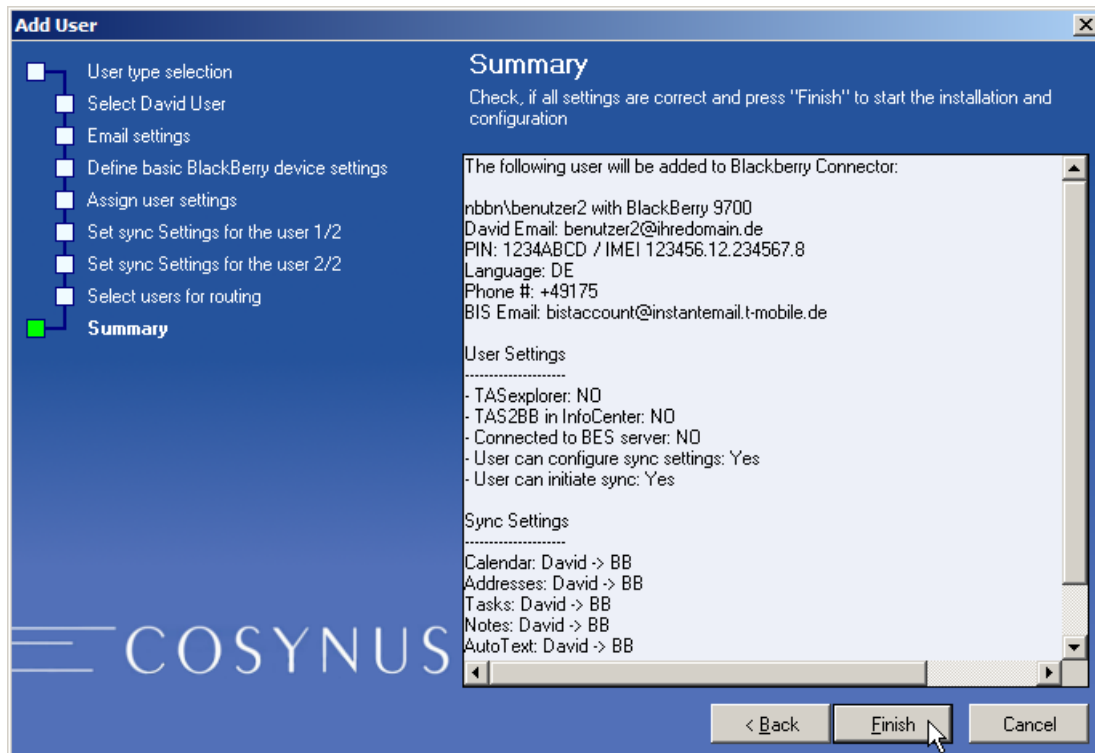 Add User
User type selection
Select David User
Email settings
Define basic BlackBerry device settings
Assign user settings
Set sync Settings for the user 1/2
Set sync Settings for the user 2/2
Select users for routing
Summary
COSYNUS
Summary
Check, if all settings are correct and press "Finish" to start the installation and
configuration
The following user will be added to Blackberry Connector:
nbbn\benutzer2 with BlackBerry 9700
David Email: benutzer2@ihredomain.de
PIN: 1234ABCD / IMEI 123456.12.234567.8
Language: DE
Phone #: +49175
BIS Email: bistaccount@instantemail.t-mobile.de
User Settings
---------------------
- TASexplorer: NO
- TAS2BB in InfoCenter: NO
- Connected to BES server: NO
- User can configure sync settings: Yes
- User can initiate sync: Yes
Sync Settings
---------------------
Calendar: David -> BB
Addresses: David -> BB
Tasks: David -> BB
Notes: David -> BB
AutoText: David -> BB
< Back
Finish
Cancel